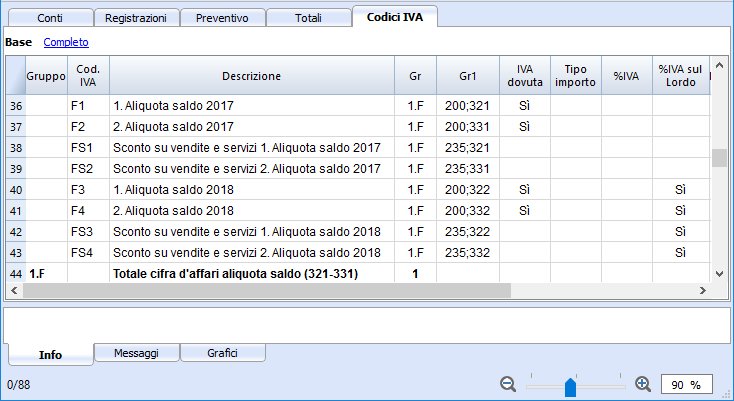 Conti Registrazioni Preventivo Totali Codici IVA
Base Completo
Gruppo Cod. IVA Descrizione Gr Gr1 IVA dovuta Tipo importo %IVA %IVA sul Lordo
36 F1 1. Aliquota saldo 2017 1.F 200;321 Sì
37 F2 2. Aliquota saldo 2017 1.F 200;331 Sì
38 FS1 Sconto su vendite e servizi 1. Aliquota saldo 2017 1.F 235;321
39 FS2 Sconto su vendite e servizi 2. Aliquota saldo 2017 1.F 235;331
40 F3 1. Aliquota saldo 2018 1.F 200;322 Sì Sì
41 F4 2. Aliquota saldo 2018 1.F 200;332 Sì Sì
42 FS3 Sconto su vendite e servizi 1. Aliquota saldo 2018 1.F 235;322 Sì
43 FS4 Sconto su vendite e servizi 2. Aliquota saldo 2018 1.F 235;332 Sì
44 1.F Totale cifra d'affari aliquota saldo (321-331) 1
Info Messaggi Grafici
0/88 90 %